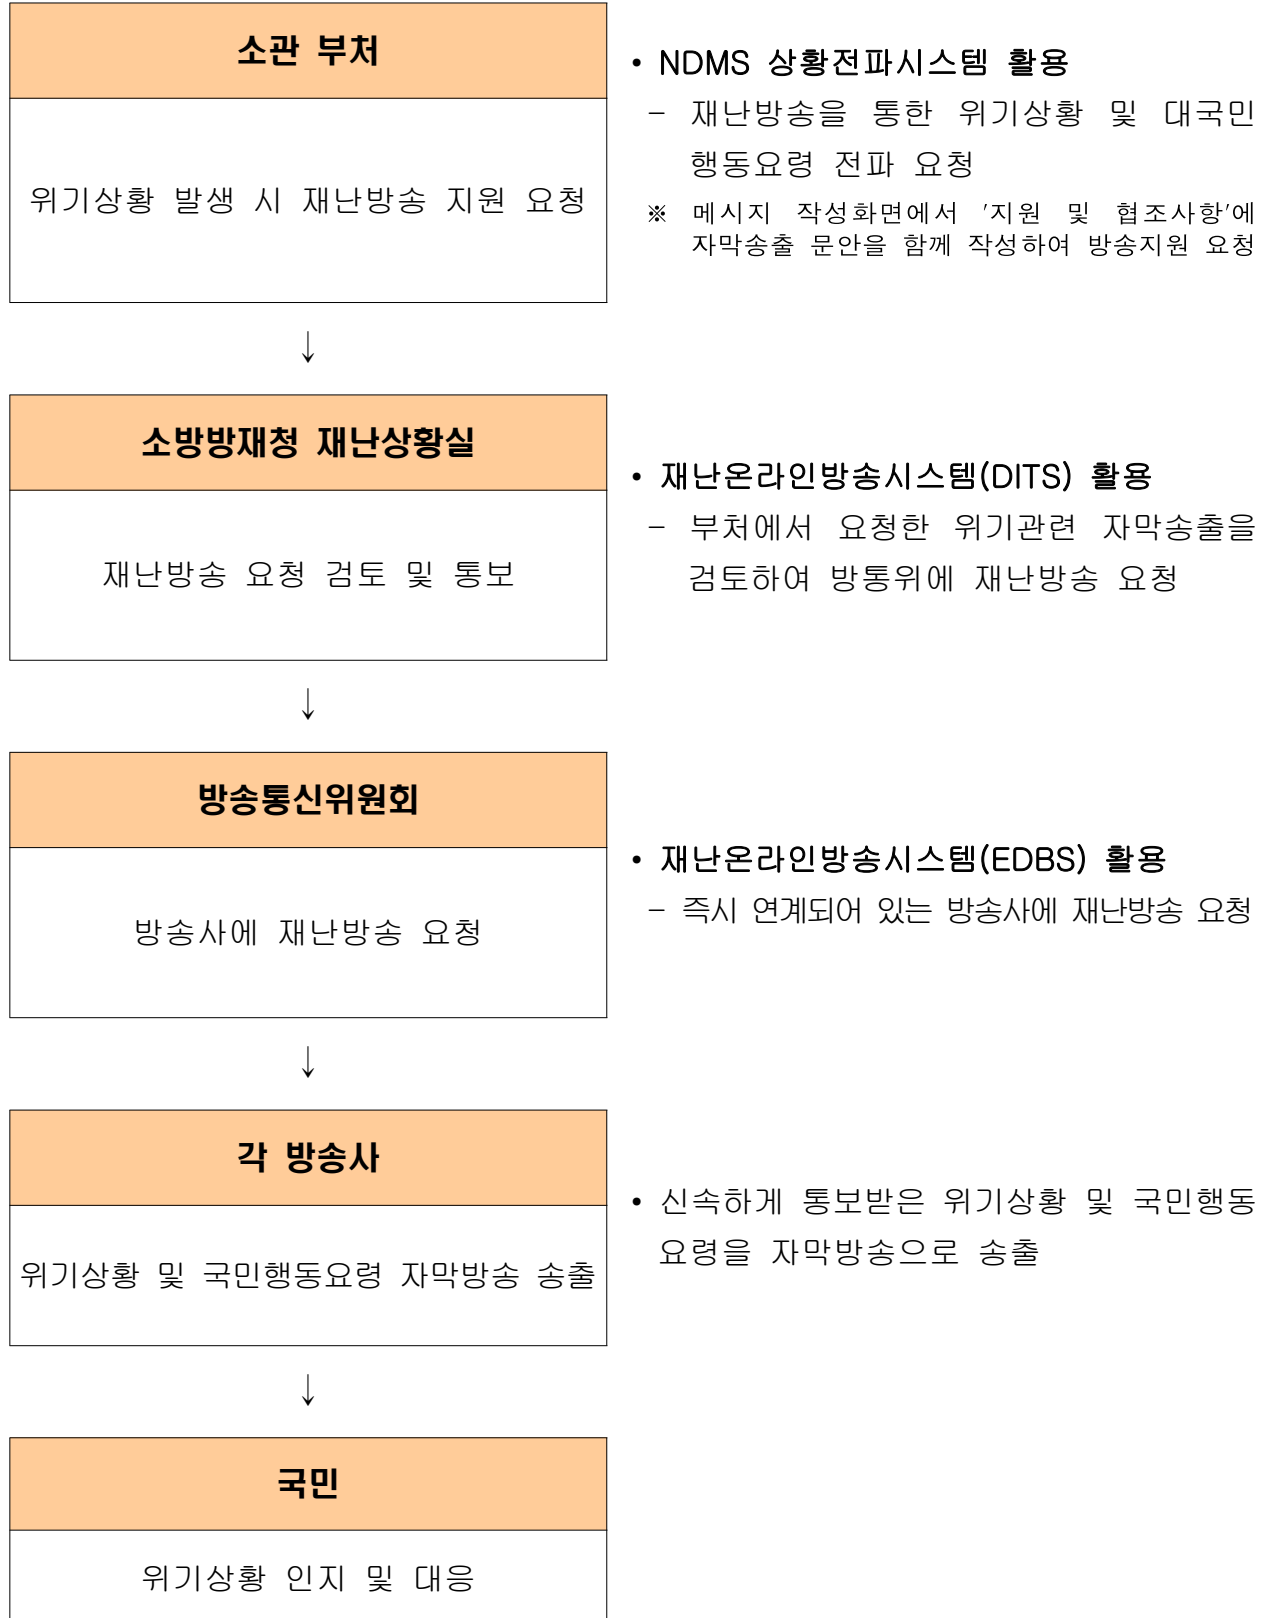 소관 부처
위기상황 발생 시 재난방송 지원 요청
• NDMS 상황전파시스템 활용
- 재난방송을 통한 위기상황 및 대국민
행동요령 전파 요청
※ 메시지 작성화면에서 '지원 및 협조사항'에
자막송출 문안을 함께 작성하여 방송지원 요청
↓
소방방재청 재난상황실
재난방송 요청 검토 및 통보
• 재난온라인방송시스템(DITS) 활용
- 부처에서 요청한 위기관련 자막송출을
검토하여 방통위에 재난방송 요청
↓
방송통신위원회
방송사에 재난방송 요청
• 재난온라인방송시스템(EDBS) 활용
- 즉시 연계되어 있는 방송사에 재난방송 요청
↓
각 방송사
위기상황 및 국민행동요령 자막방송 송출
• 신속하게 통보받은 위기상황 및 국민행동
요령을 자막방송으로 송출
↓
국민
위기상황 인지 및 대응